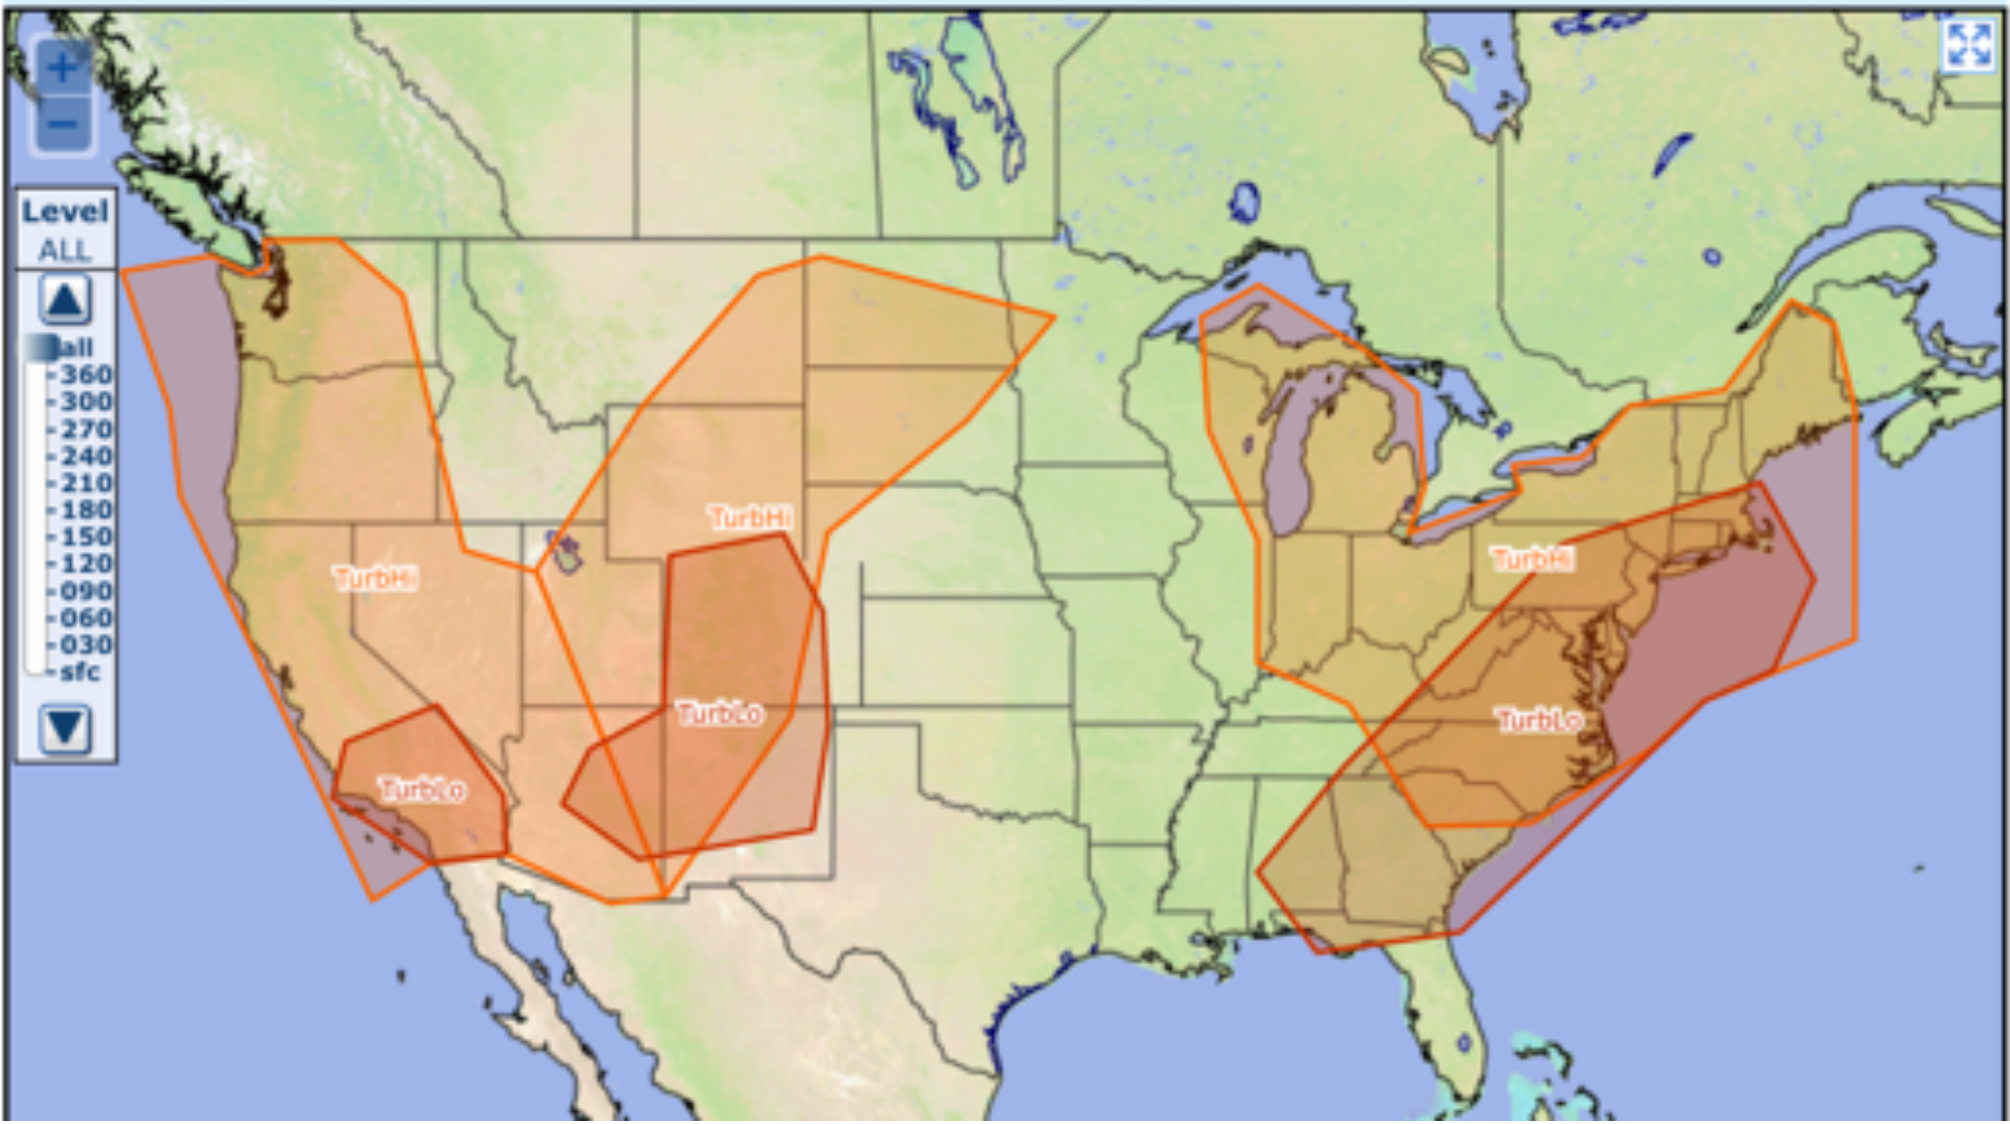 +
−
Level
ALL
all
-360
-300
-270
-240
-210
-180
-150
-120
-090
-060
-030
-sfc
TurbHi
TurbHi
TurbHi
TurbLo
TurbLo
TurbLo